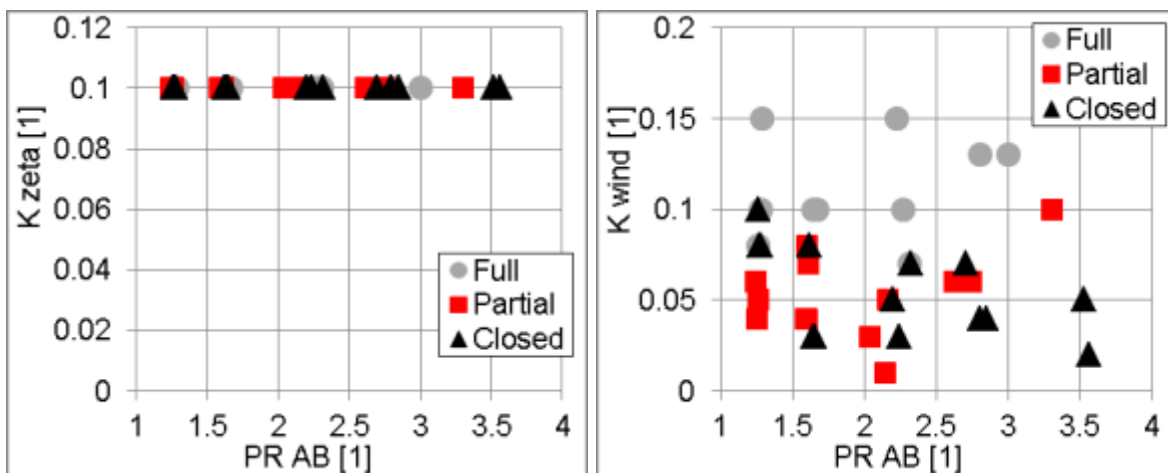 K zeta [1]
0.12
0.1
0.08
0.06
0.04
0.02
0
1 1.5 2 2.5 3 3.5 4
PR AB [1]
Full
Partial
Closed
K wind [1]
0.2
0.15
0.1
0.05
0
1 1.5 2 2.5 3 3.5 4
PR AB [1]
Full
Partial
Closed